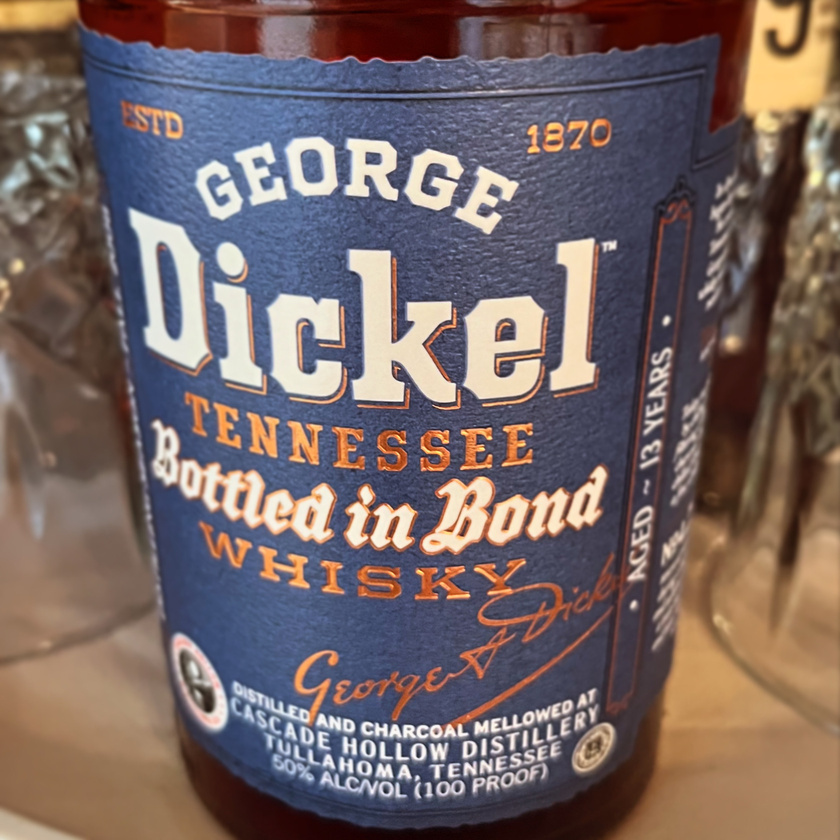 ESTD 1870
GEORGE
Dickel™
TENNESSEE
Bottled in Bond
WHISKY
George A Dickel
DISTILLED AND CHARCOAL MELLOWED AT
CASCADE HOLLOW DISTILLERY
TULLAHOMA, TENNESSEE
50% ALC/VOL (100 PROOF)
• AGED ~ 13 YEARS •